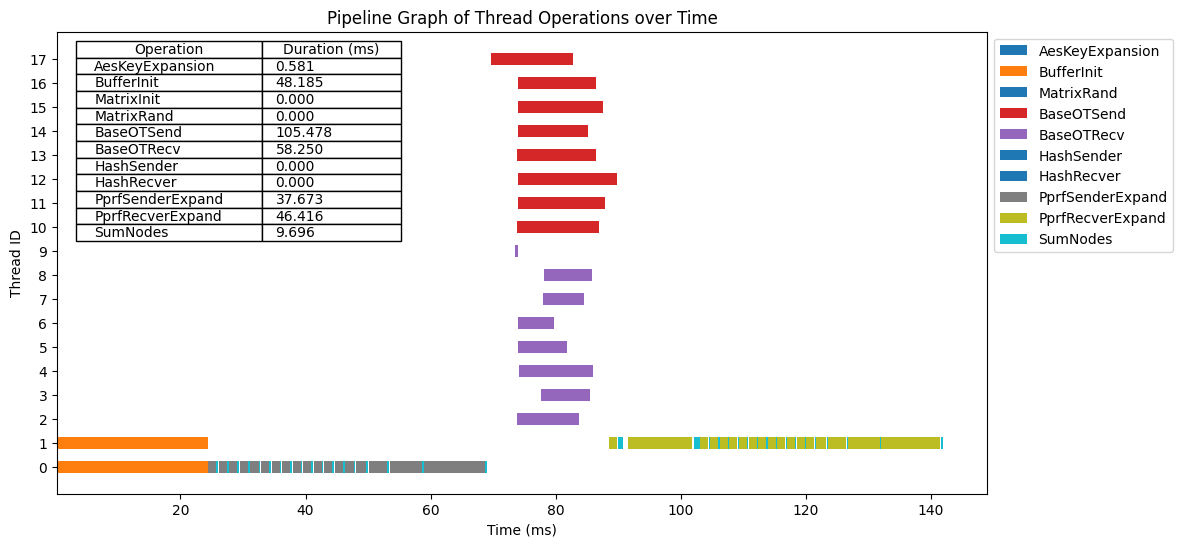 Pipeline Graph of Thread Operations over Time
Operation Duration (ms)
AesKeyExpansion 0.581
BufferInit 48.185
MatrixInit 0.000
MatrixRand 0.000
BaseOTSend 105.478
BaseOTRecv 58.250
HashSender 0.000
HashRecver 0.000
PprfSenderExpand 37.673
PprfRecverExpand 46.416
SumNodes 9.696
AesKeyExpansion
BufferInit
MatrixRand
BaseOTSend
BaseOTRecv
HashSender
HashRecver
PprfSenderExpand
PprfRecverExpand
SumNodes
Thread ID
17
16
15
14
13
12
11
10
9
8
7
6
5
4
3
2
1
0
20 40 60 80 100 120 140
Time (ms)